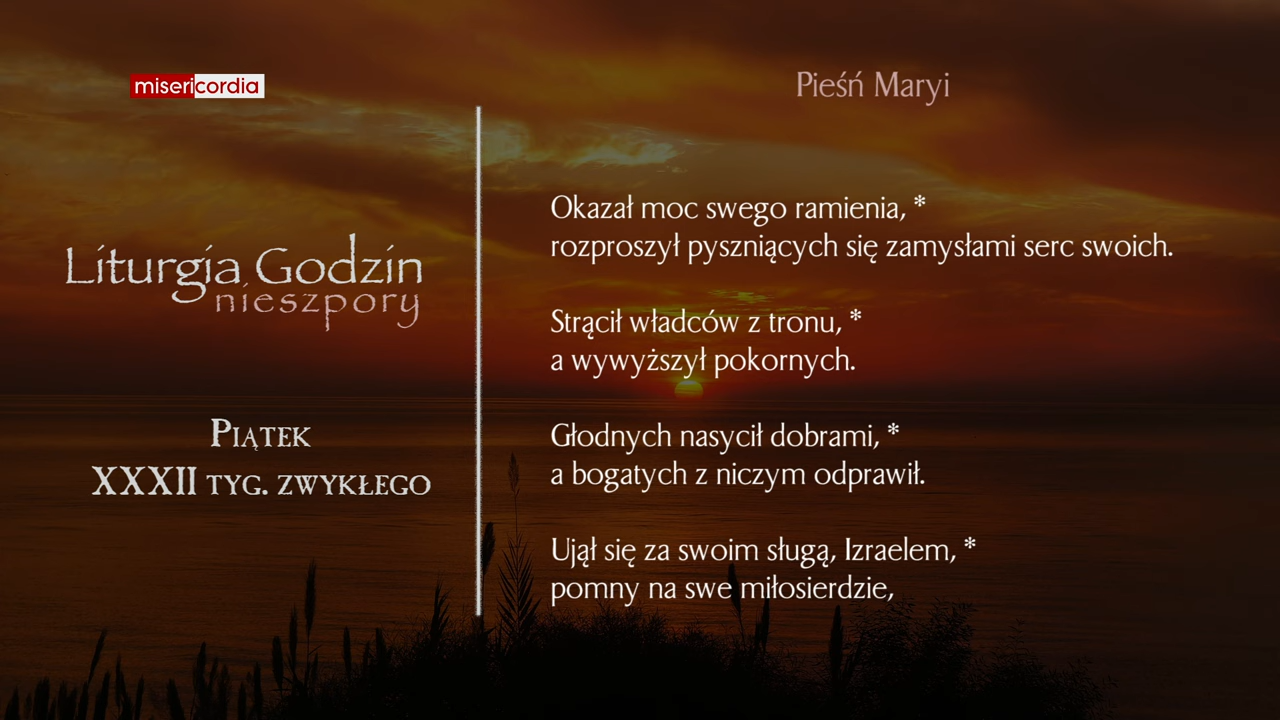 misericordia
Liturgia Godzin
nieszpory
Piątek
XXXII tyg. zwykłego
Pieśń Maryi
Okazał moc swego ramienia, *
rozproszył pyszniących się zamysłami serc swoich.
Strącił władców z tronu, *
a wywyższył pokornych.
Głodnych nasycił dobrami, *
a bogatych z niczym odprawił.
Ujął się za swoim sługą, Izraelem, *
pomny na swe miłosierdzie,